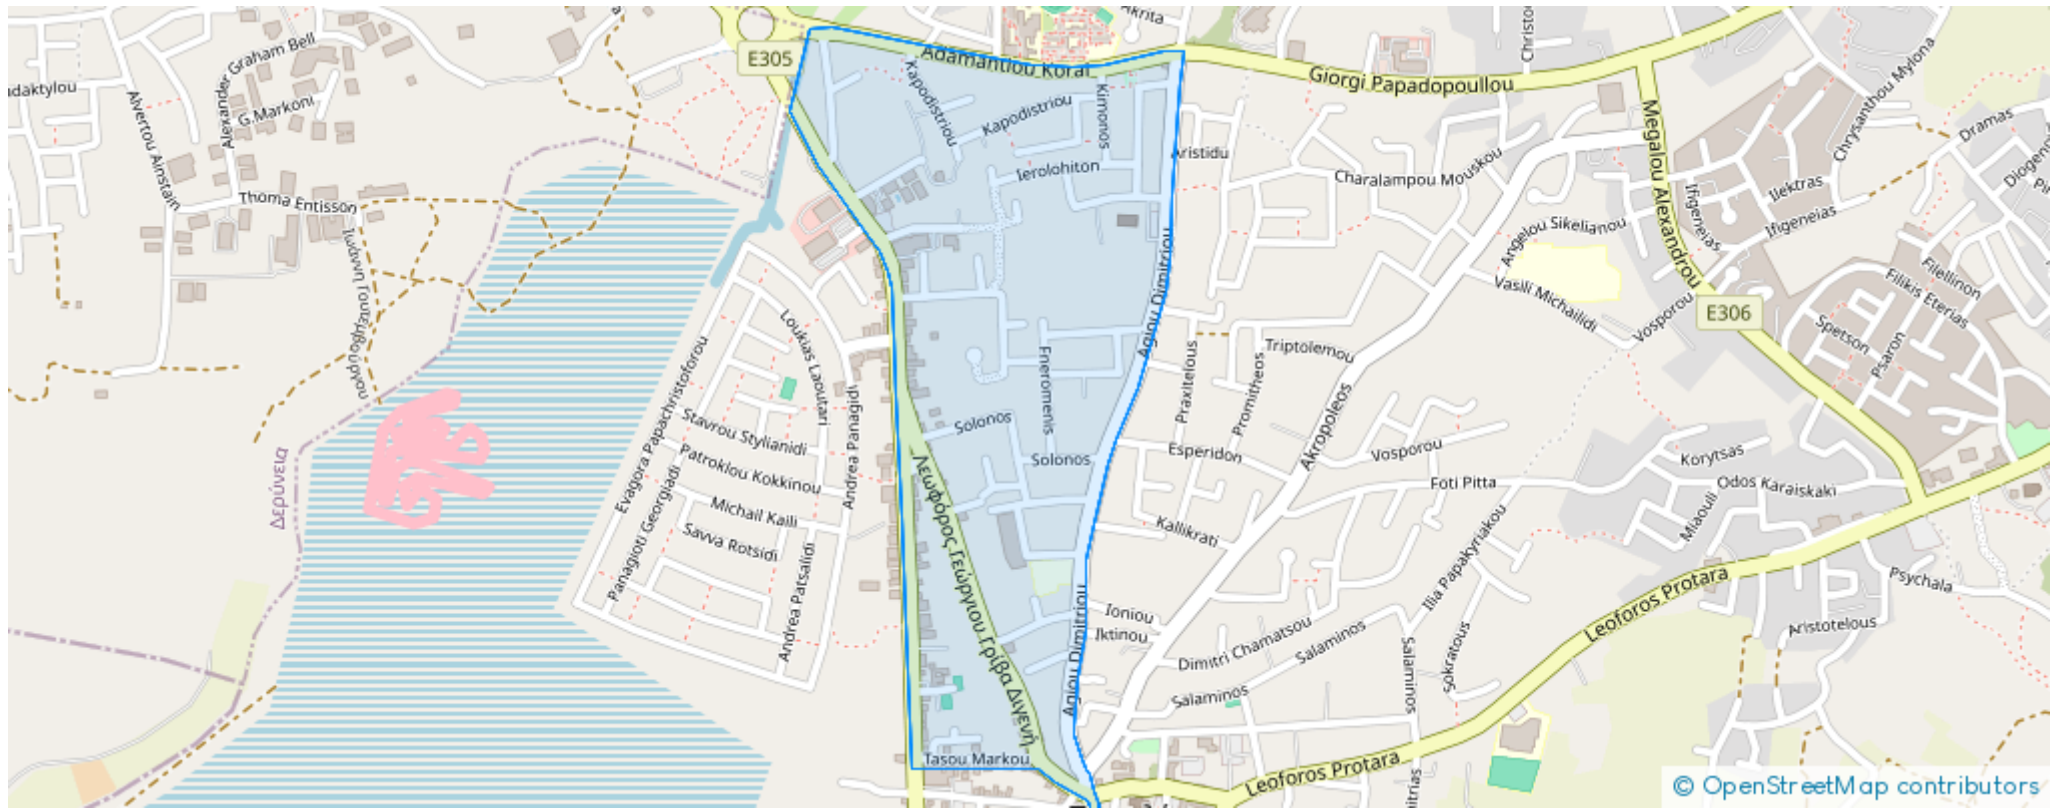 Akrita
Adamantiou Korai
E305
Giorgi Papadopoullou
Chrysanthou Mylona
Alexander Graham Bell
G.Markoni
Alvertou Ainstain
Thoma Entisson
Kapodistriou
Kapodistriou
Kimonos
Ierolohiton
Aristidu
Charalampou Mouskou
Megalou Alexandrou
Dramas
Ilektras
Ifigeneias
Ifigeneias
Angelou Sikelianou
Vasili Michailidi
Vosporou
E306
Filellinon
Filikis Eterias
Spetson
Psaron
Agiou Dimitriou
Loukias Laoutari
Evagora Papachristoforou
Andrea Panagidi
Stavrou Stylianidi
Patroklou Kokkinou
Michail Kaili
Savva Rotsidi
Panagioti Georgiadi
Andrea Patsalidi
Δερύνεια
Solonos
Solonos
Fneromenis
Praxitelous
Promitheos
Triptolemou
Akropoleos
Esperidon
Vosporou
Foti Pitta
Kallikrati
Korytsas
Odos Karaiskaki
Miaouli
Ilia Papakyriakou
Psychala
Aristotelous
Λεωφόρος Γεώργιου Γρίβα Διγενή
Agiou Dimitriou
Ioniou
Iktinou
Dimitri Chamatsou
Salaminos
Salaminos
Salaminos
Sokratous
Leoforos Protara
Leoforos Protara
Tasou Markou
© OpenStreetMap contributors